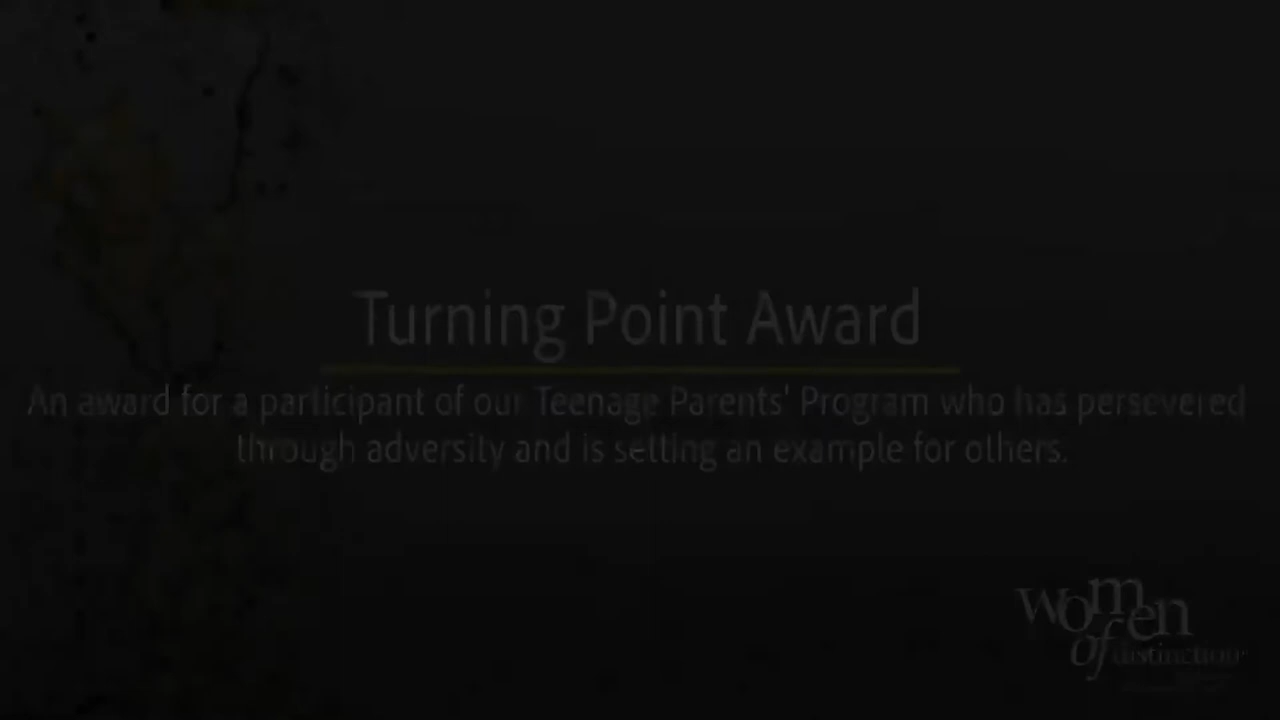 Turning Point Award
An award for a participant of our Teenage Parents' Program who has persevered
through adversity and is setting an example for others.
women
of distinction